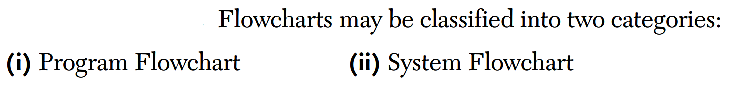 Flowcharts may be classified into two categories:
(i) Program Flowchart (ii) System Flowchart